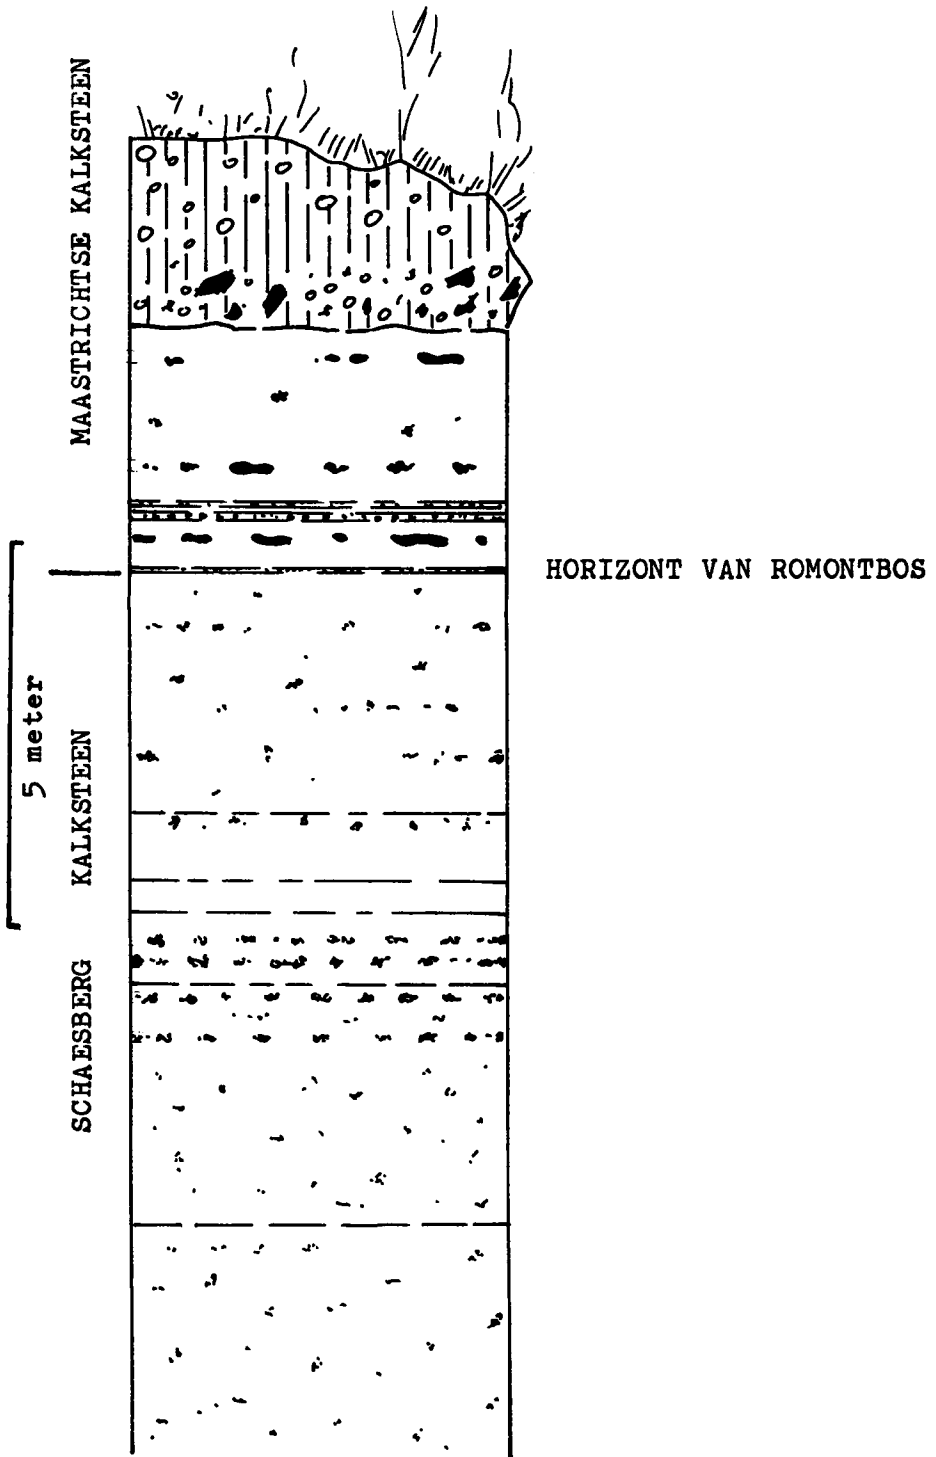 MAASTRICHTSE KALKSTEEN
HORIZONT VAN ROMONTBOS
5 meter
SCHAESBERG KALKSTEEN